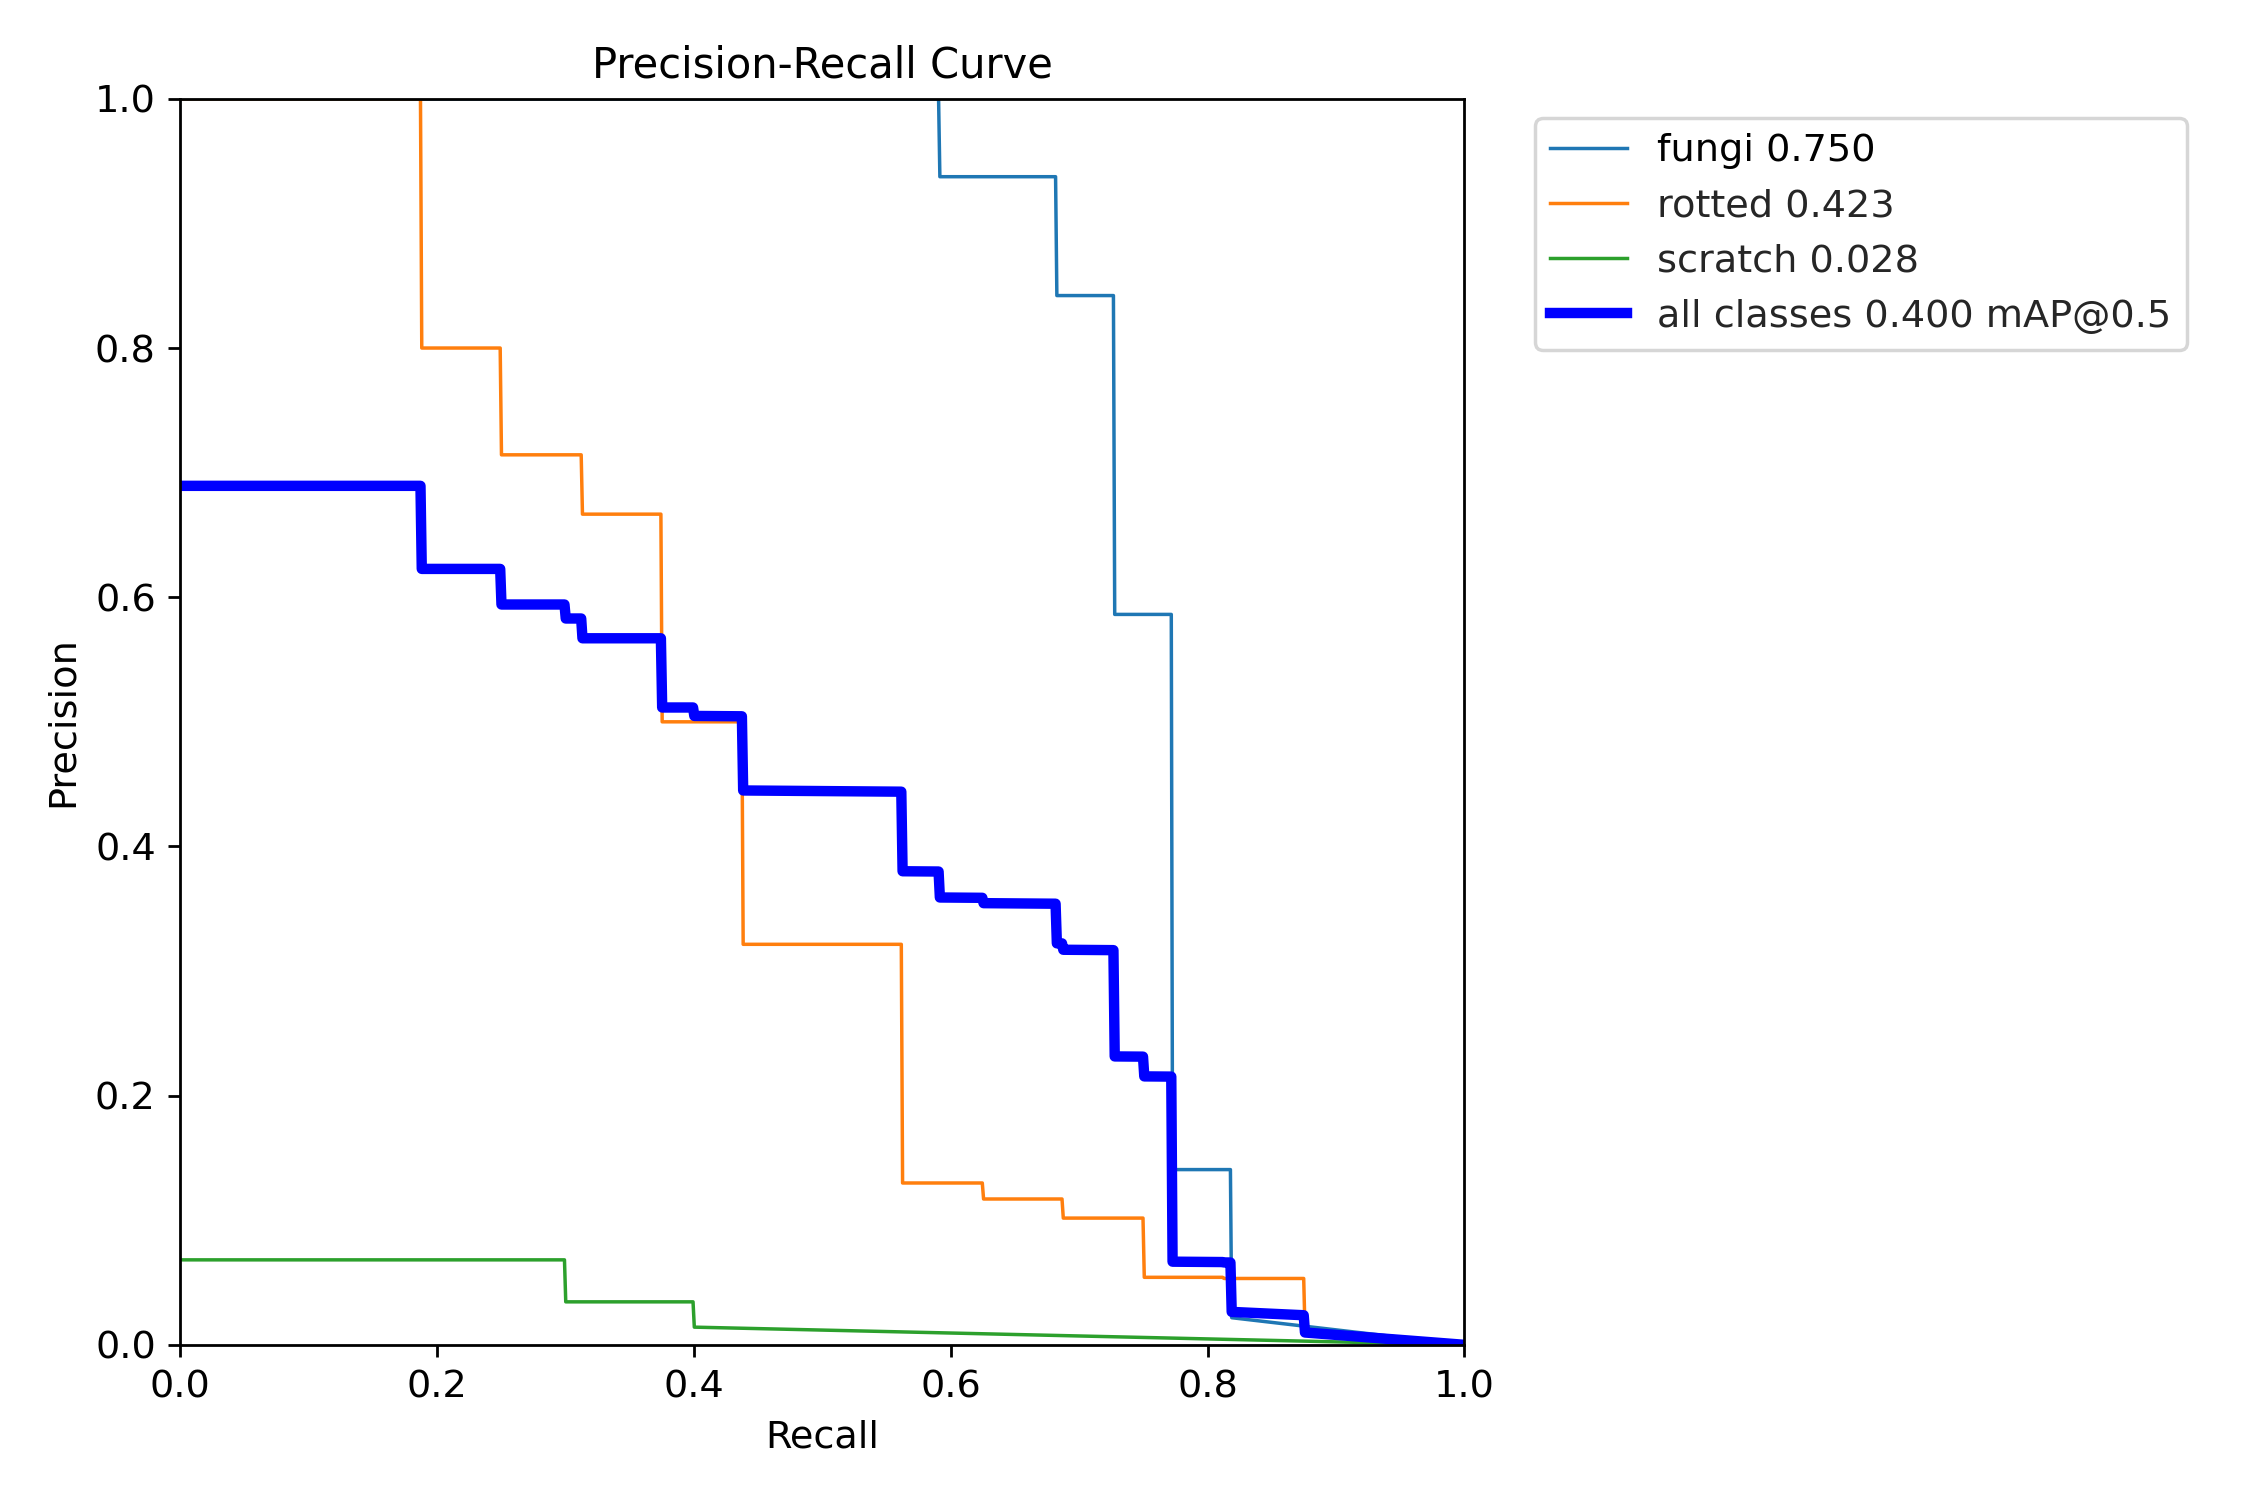 Precision-Recall Curve
1.0
0.8
0.6
0.4
0.2
0.0
Precision
0.0 0.2 0.4 0.6 0.8 1.0
Recall
fungi 0.750
rotted 0.423
scratch 0.028
all classes 0.400 mAP@0.5